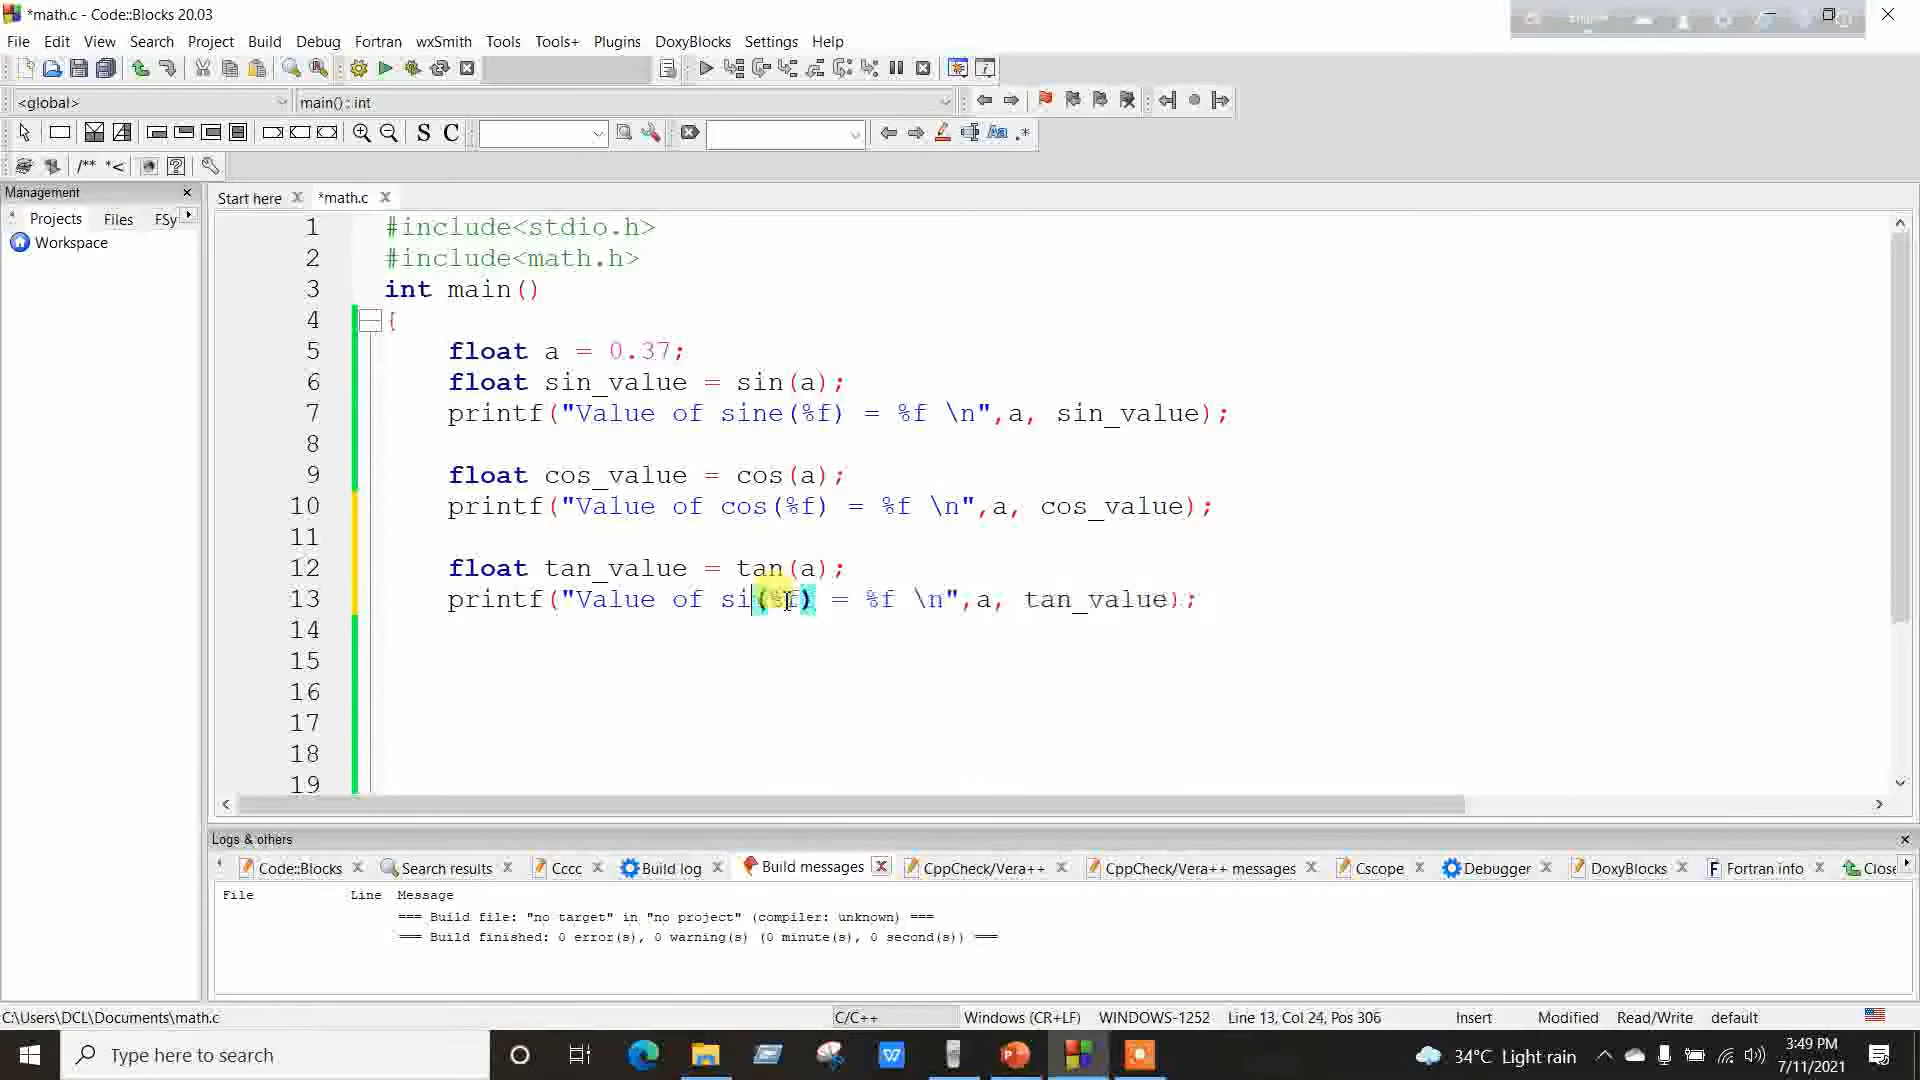 *math.c - Code::Blocks 20.03
File Edit View Search Project Build Debug Fortran wxSmith Tools Tools+ Plugins DoxyBlocks Settings Help
<global> main() : int
S C
Aa .*
/** *<
Management
Projects Files FSy
Workspace
Start here *math.c
1 #include<stdio.h>
2 #include<math.h>
3 int main()
4 {
5 float a = 0.37;
6 float sin_value = sin(a);
7 printf("Value of sine(%f) = %f \n",a, sin_value);
8
9 float cos_value = cos(a);
10 printf("Value of cos(%f) = %f \n",a, cos_value);
11
12 float tan_value = tan(a);
13 printf("Value of si(%f) = %f \n",a, tan_value);
14
15
16
17
18
19
Logs & others
Code::Blocks Search results Cccc Build log Build messages CppCheck/Vera++ CppCheck/Vera++ messages Cscope Debugger DoxyBlocks Fortran info Close
File Line Message
=== Build file: "no target" in "no project" (compiler: unknown) ===
=== Build finished: 0 error(s), 0 warning(s) (0 minute(s), 0 second(s)) ===
C:\Users\DCL\Documents\math.c C/C++ Windows (CR+LF) WINDOWS-1252 Line 13, Col 24, Pos 306 Insert Modified Read/Write default
Type here to search
34°C Light rain
3:49 PM
7/11/2021